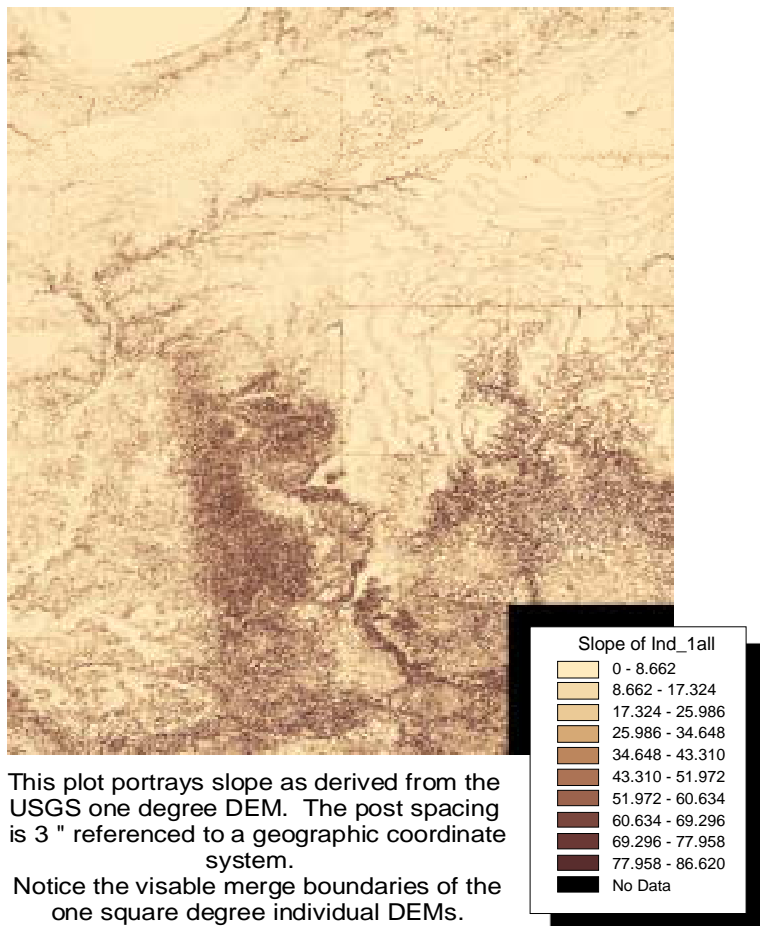 Slope of Ind_1all
0 - 8.662
8.662 - 17.324
17.324 - 25.986
25.986 - 34.648
34.648 - 43.310
43.310 - 51.972
51.972 - 60.634
60.634 - 69.296
69.296 - 77.958
77.958 - 86.620
No Data
This plot portrays slope as derived from the
USGS one degree DEM.  The post spacing
is 3 " referenced to a geographic coordinate
system.
Notice the visable merge boundaries of the
one square degree individual DEMs.